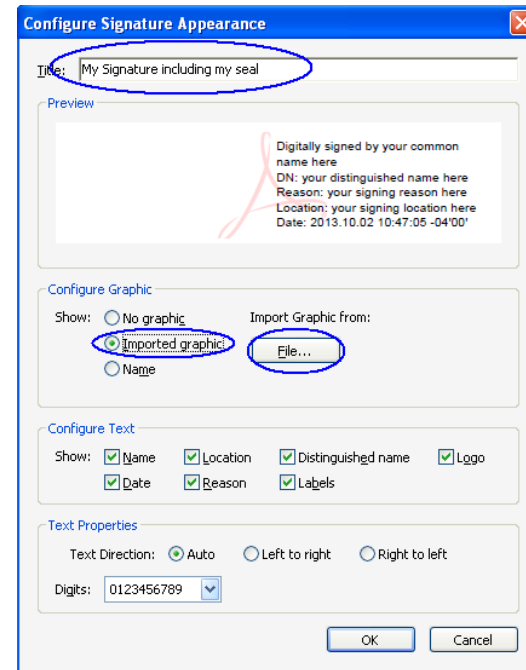 Configure Signature Appearance
Title: My Signature including my seal
Preview
Digitally signed by your common
name here
DN: your distinguished name here
Reason: your signing reason here
Location: your signing location here
Date: 2013.10.02 10:47:05 -04'00'
Configure Graphic
Show: No graphic Import Graphic from:
Imported graphic File...
Name
Configure Text
Show: Name Location Distinguished name Logo
Date Reason Labels
Text Properties
Text Direction: Auto Left to right Right to left
Digits: 0123456789
OK Cancel